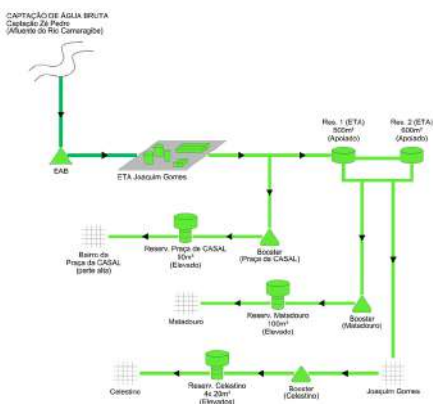 CAPTAÇÃO DE ÁGUA BRUTA
Captação Zé Pedro
(Afluente do Rio Camaragibe)
Res. 1 (ETA)
500m³
(Apoiado)
Res. 2 (ETA)
600m³
(Apoiado)
EAB
ETA Joaquim Gomes
Bairro da
Praça da CASAL
(parte alta)
Reserv. Praça da CASAL
50m³
(Elevado)
Booster
(Praça da CASAL)
Matadouro
Reserv. Matadouro
100m³
(Elevado)
Booster
(Matadouro)
Celestino
Reserv. Celestino
4x 20m³
(Elevados)
Booster
(Celestino)
Joaquim Gomes